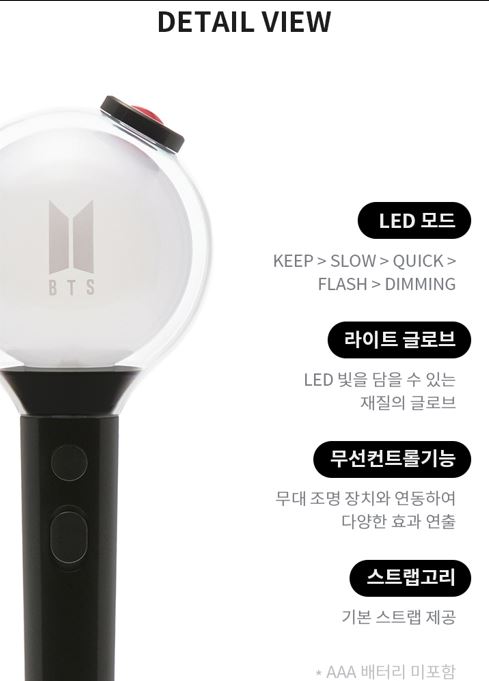 DETAIL VIEW
BTS
LED 모드
KEEP > SLOW > QUICK >
FLASH > DIMMING
라이트 글로브
LED 빛을 담을 수 있는
재질의 글로브
무선컨트롤기능
무대 조명 장치와 연동하여
다양한 효과 연출
스트랩고리
기본 스트랩 제공
* AAA 배터리 미포함